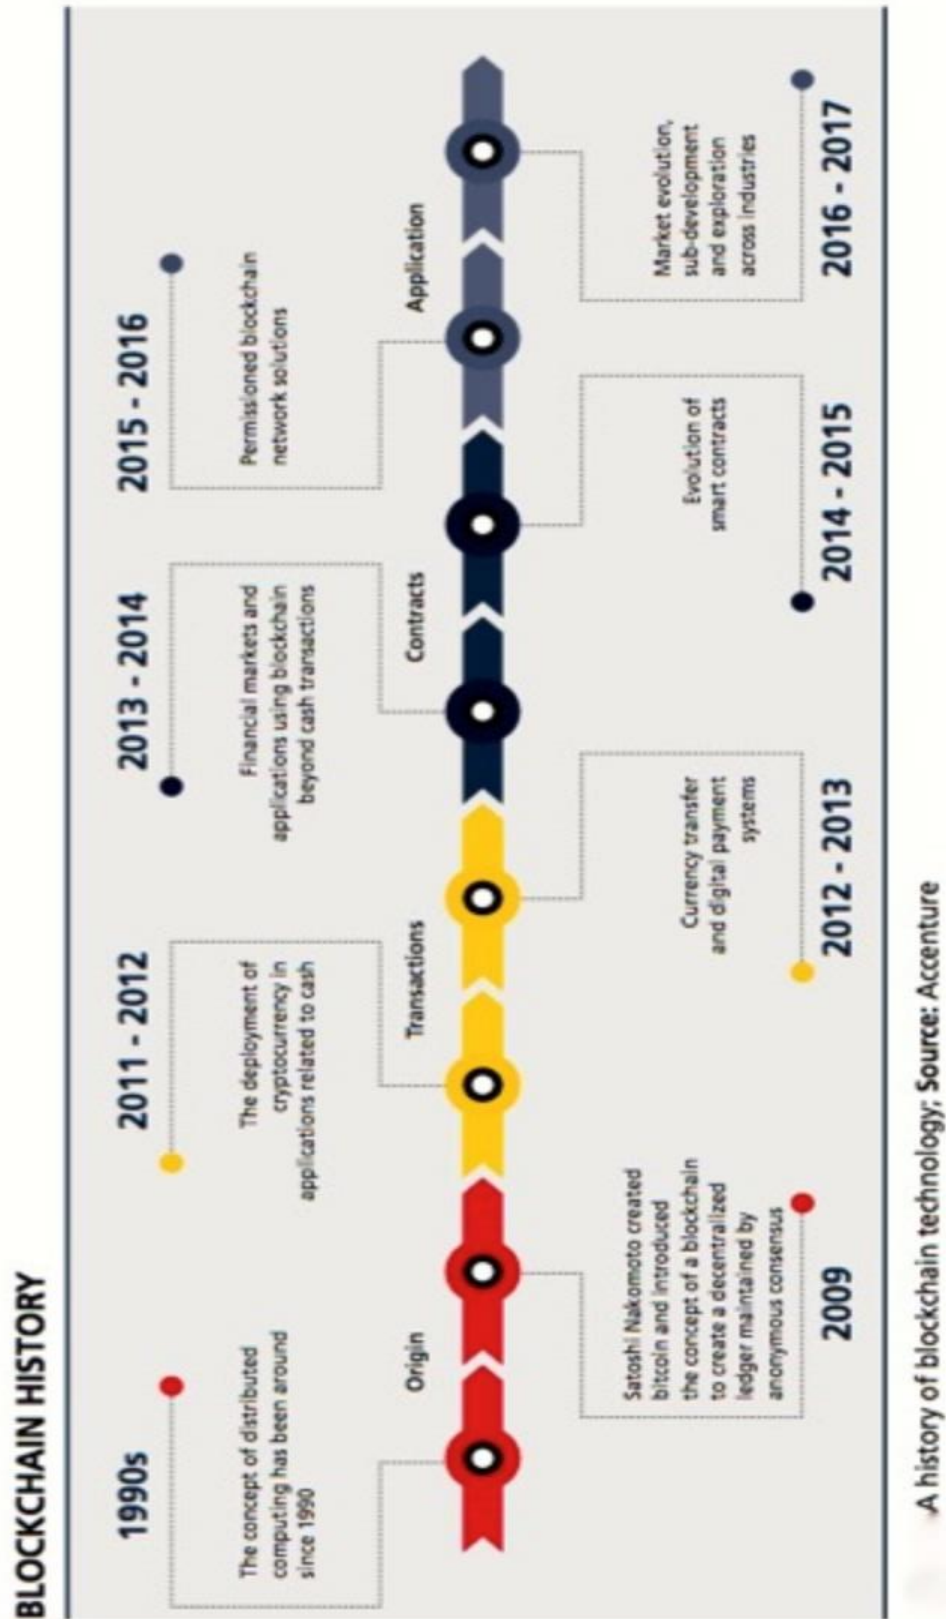 BLOCKCHAIN HISTORY
1990s
The concept of distributed
computing has been around
since 1990
2011 - 2012
The deployment of
cryptocurrency in
applications related to cash
2013 - 2014
Financial markets and
applications using blockchain
beyond cash transactions
2015 - 2016
Permissioned blockchain
network solutions
Origin
Transactions
Contracts
Application
Satoshi Nakomoto created
bitcoin and introduced
the concept of a blockchain
to create a decentralized
ledger maintained by
anonymous consensus
2009
Currency transfer
and digital payment
systems
2012 - 2013
Evolution of
smart contracts
2014 - 2015
Market evolution,
sub-development
and exploration
across industries
2016 - 2017
A history of blockchain technology; Source: Accenture